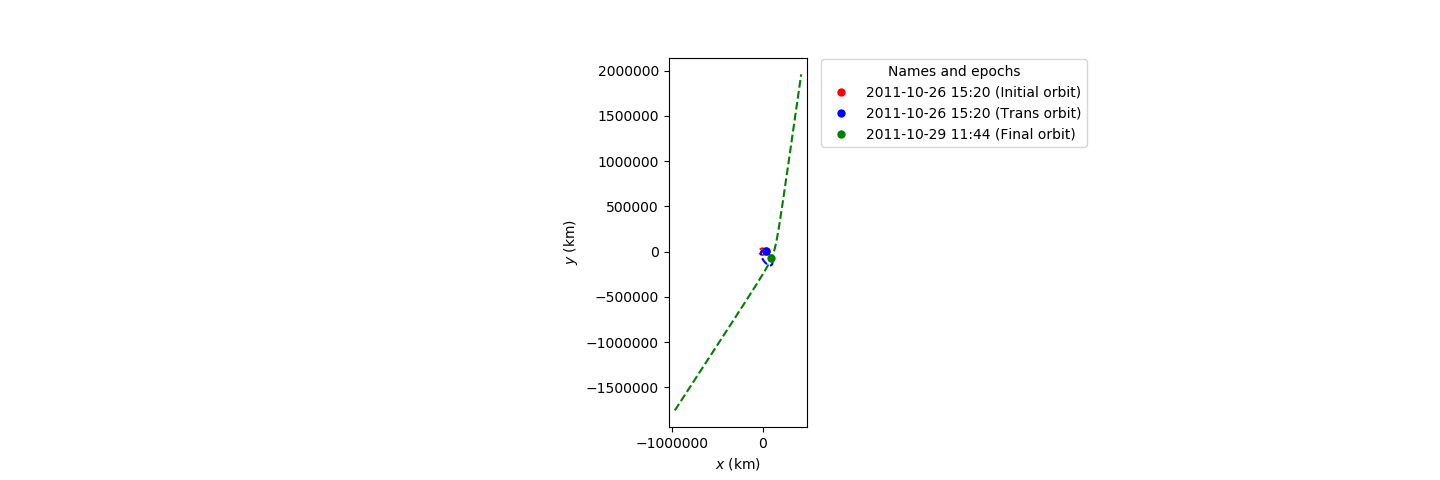 Names and epochs
2011-10-26 15:20 (Initial orbit)
2011-10-26 15:20 (Trans orbit)
2011-10-29 11:44 (Final orbit)
2000000
1500000
1000000
500000
0
−500000
−1000000
−1500000
y (km)
−1000000 0
x (km)